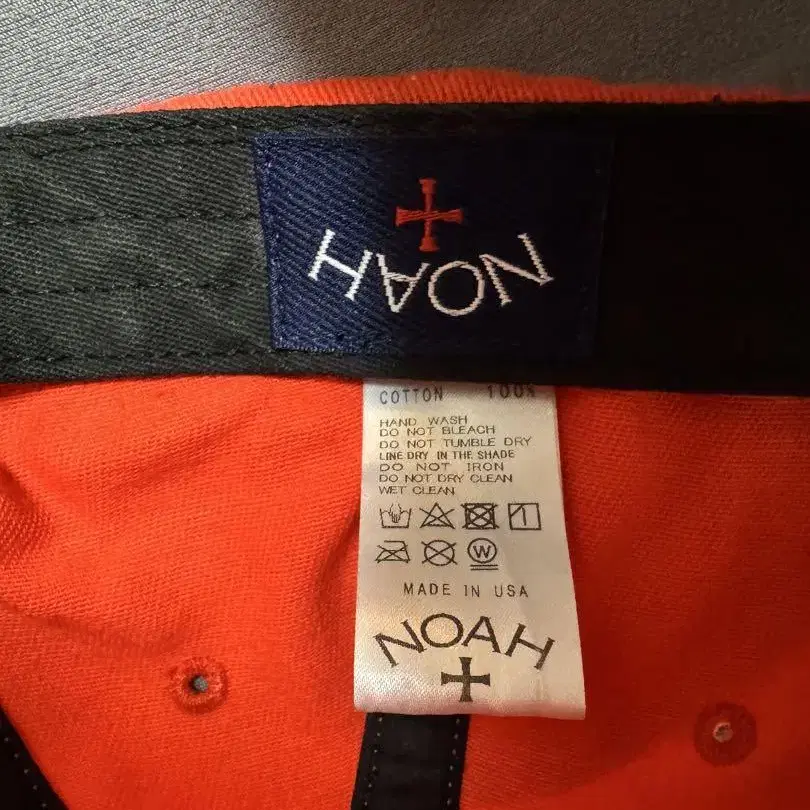 NOAH
COTTON 100%
HAND WASH
DO NOT BLEACH
DO NOT TUMBLE DRY
LINE DRY IN THE SHADE
DO NOT IRON
DO NOT DRY CLEAN
WET CLEAN
W
MADE IN USA
NOAH